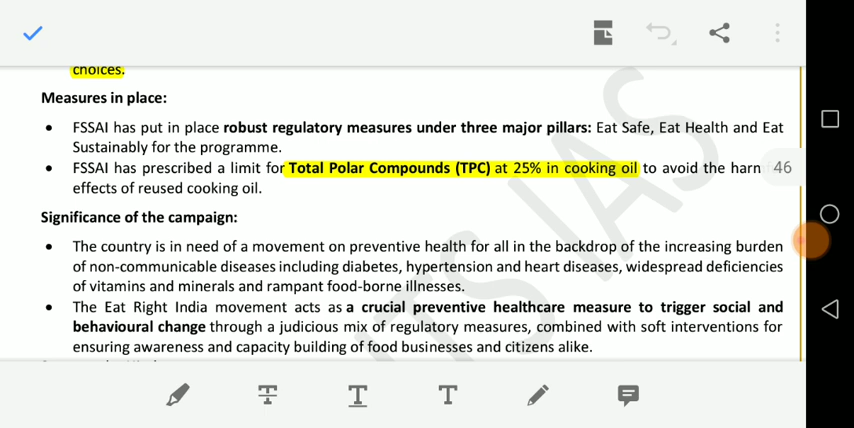 choices.
Measures in place:
• FSSAI has put in place robust regulatory measures under three major pillars: Eat Safe, Eat Health and Eat
Sustainably for the programme.
• FSSAI has prescribed a limit for Total Polar Compounds (TPC) at 25% in cooking oil to avoid the harm
46
effects of reused cooking oil.
Significance of the campaign:
• The country is in need of a movement on preventive health for all in the backdrop of the increasing burden
of non-communicable diseases including diabetes, hypertension and heart diseases, widespread deficiencies
of vitamins and minerals and rampant food-borne illnesses.
• The Eat Right India movement acts as a crucial preventive healthcare measure to trigger social and
behavioural change through a judicious mix of regulatory measures, combined with soft interventions for
ensuring awareness and capacity building of food businesses and citizens alike.
T
T
T